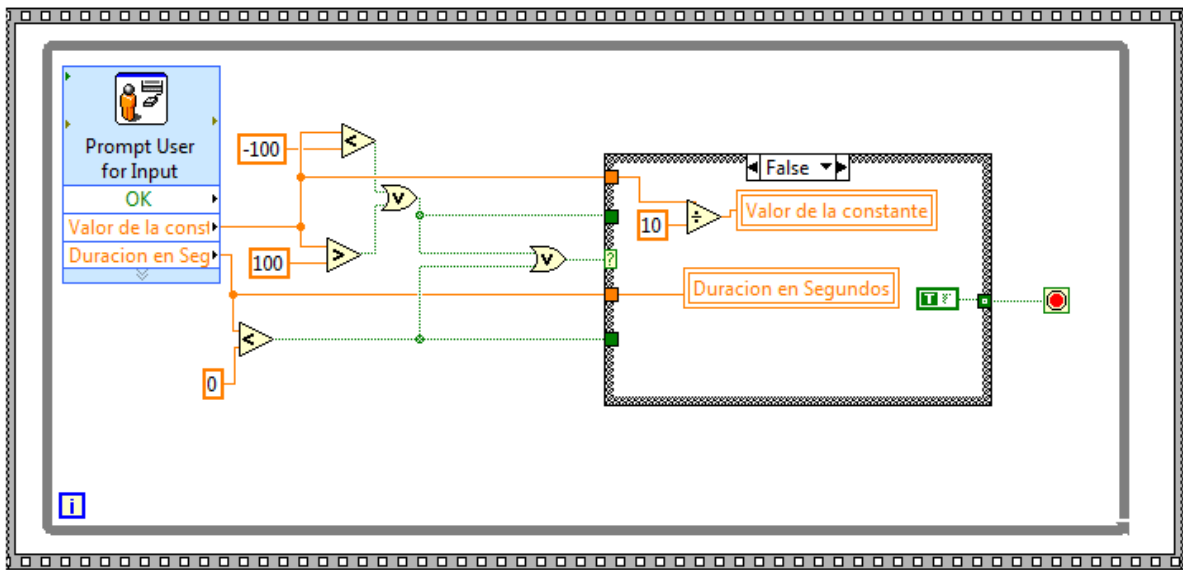 Prompt User
for Input
OK
Valor de la const
Duracion en Seg
-100
<
v
100
>
<
0
v
False
?
10
÷
Valor de la constante
Duracion en Segundos
T
i